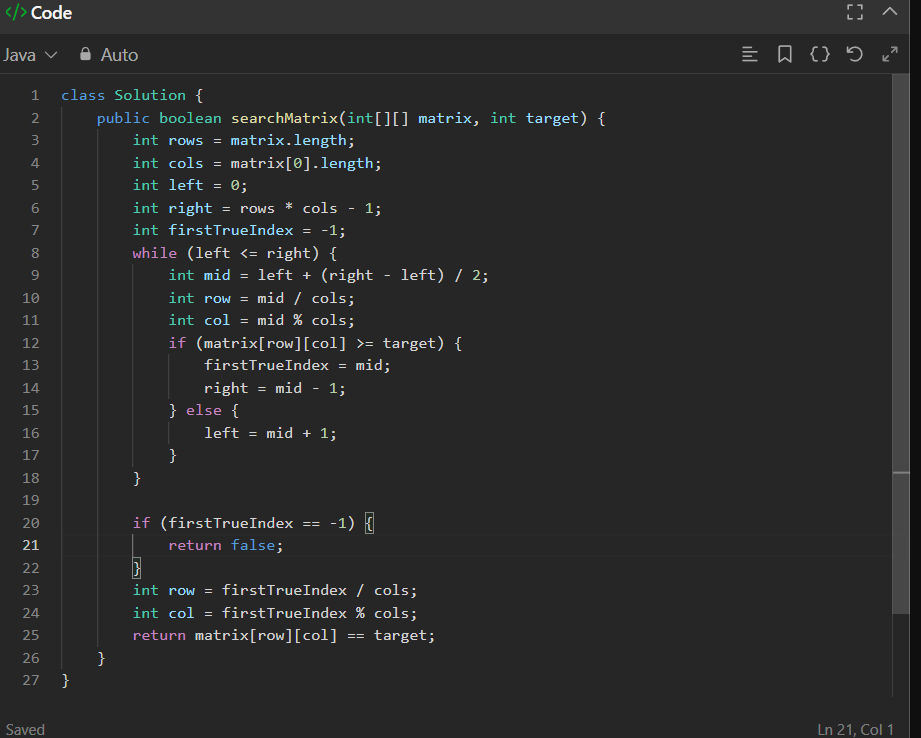 </> Code
Java Auto
1 class Solution {
2     public boolean searchMatrix(int[][] matrix, int target) {
3         int rows = matrix.length;
4         int cols = matrix[0].length;
5         int left = 0;
6         int right = rows * cols - 1;
7         int firstTrueIndex = -1;
8         while (left <= right) {
9             int mid = left + (right - left) / 2;
10             int row = mid / cols;
11             int col = mid % cols;
12             if (matrix[row][col] >= target) {
13                 firstTrueIndex = mid;
14                 right = mid - 1;
15             } else {
16                 left = mid + 1;
17             }
18         }
19
20         if (firstTrueIndex == -1) {
21             return false;
22         }
23         int row = firstTrueIndex / cols;
24         int col = firstTrueIndex % cols;
25         return matrix[row][col] == target;
26     }
27 }
Saved Ln 21, Col 1